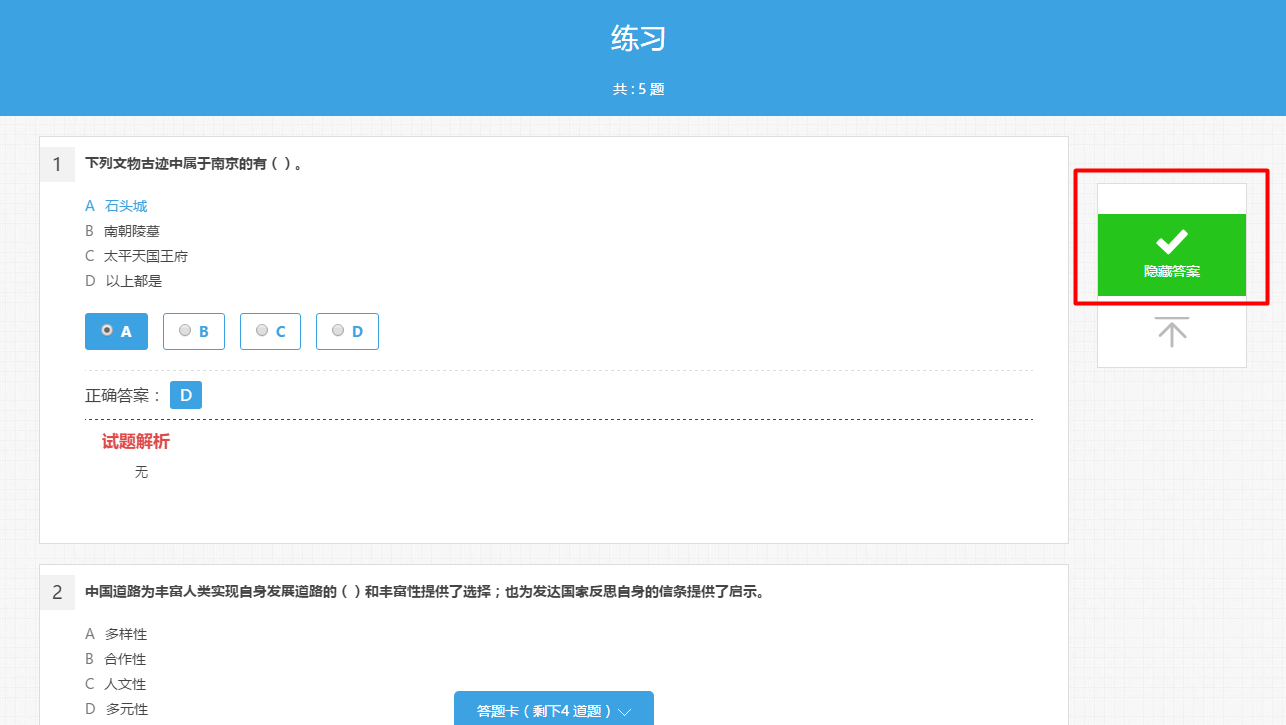 练习
共 : 5 题
1 下列文物古迹中属于南京的有（ ）。
A 石头城
B 南朝陵墓
C 太平天国王府
D 以上都是
A B C D
正确答案： D
试题解析
无
隐藏答案
2 中国道路为丰富人类实现自身发展道路的（ ）和丰富性提供了选择；也为发达国家反思自身的信条提供了启示。
A 多样性
B 合作性
C 人文性
D 多元性
答题卡（ 剩下4 道题 ）